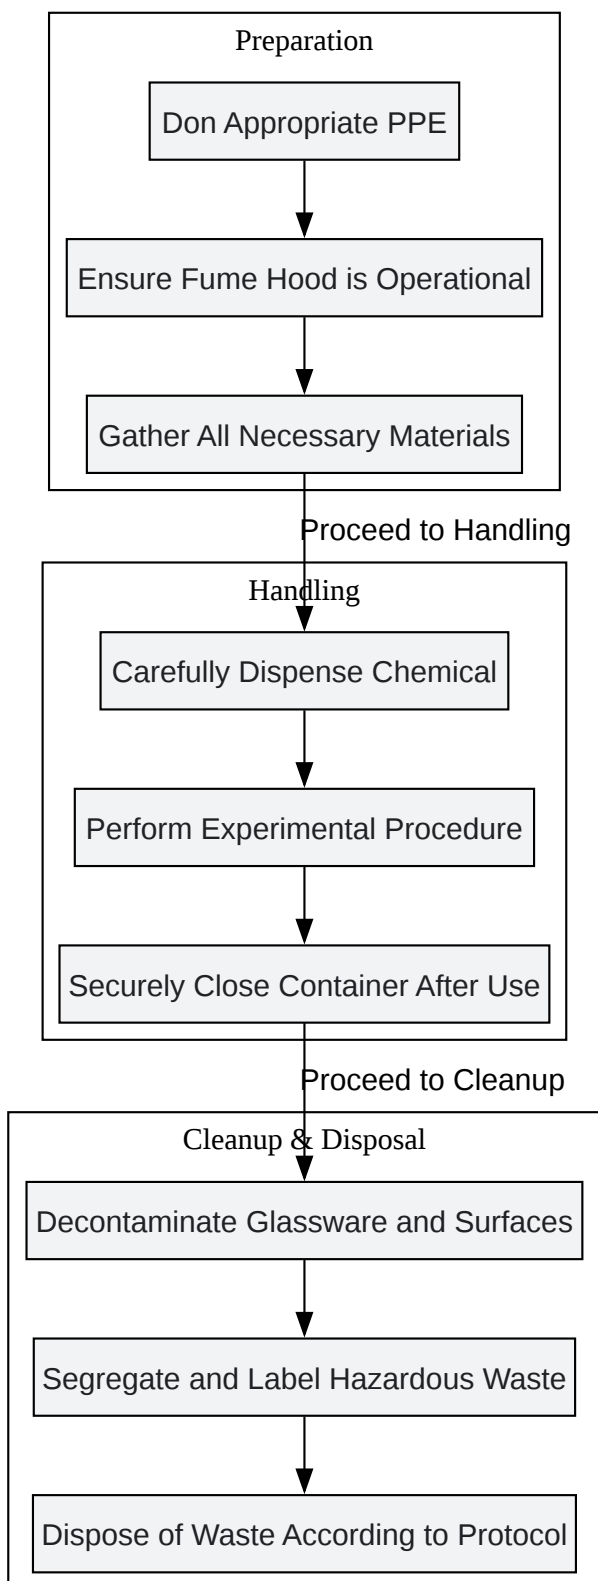 Preparation
Don Appropriate PPE
Ensure Fume Hood is Operational
Gather All Necessary Materials
Proceed to Handling
Handling
Carefully Dispense Chemical
Perform Experimental Procedure
Securely Close Container After Use
Proceed to Cleanup
Cleanup & Disposal
Decontaminate Glassware and Surfaces
Segregate and Label Hazardous Waste
Dispose of Waste According to Protocol